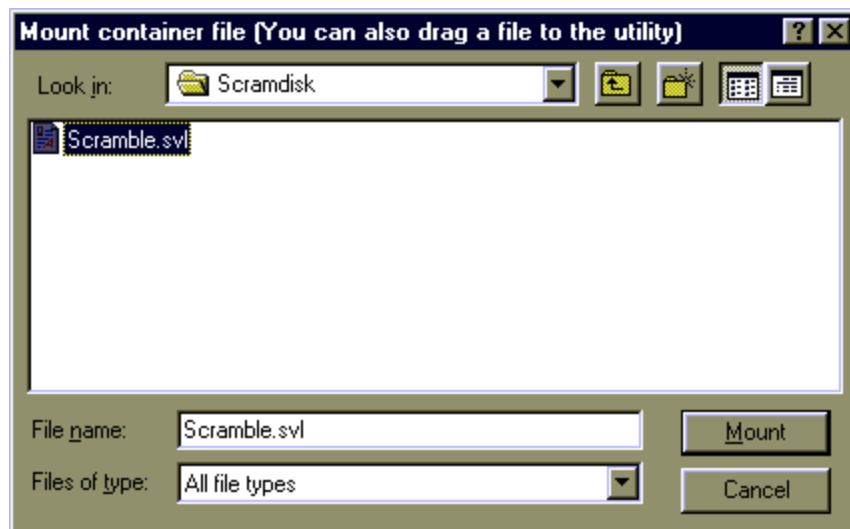 Mount container file (You can also drag a file to the utility)
Look in: Scramdisk
Scramble.svl
File name: Scramble.svl Mount
Files of type: All file types Cancel